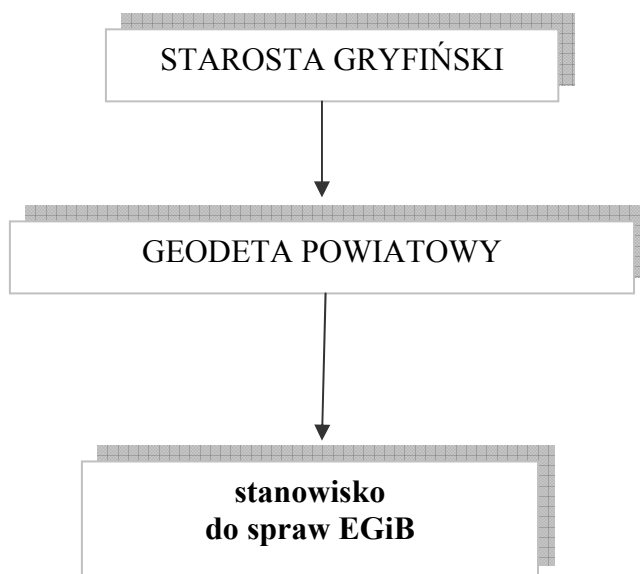 STAROSTA GRYFIŃSKI
GEODETA POWIATOWY
stanowisko
do spraw EGiB